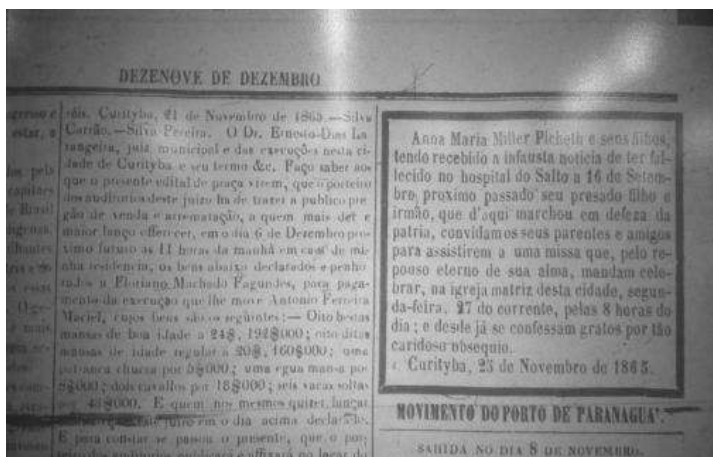 DEZENOVE DE DEZEMBRO
réis. Curityba, 21 de Novembro de 1865.—Silva
Carrão.—Silva Pereira. O Dr. Ernesto Dias La-
rangeira, juiz municipal e das execuções nesta ci-
dade de Curityba e seu termo &c. Faço saber aos
que o presente edital de praça virem, que o porteiro
dos auditorios deste juizo ha de trazer a publico pre-
gão de venda e arrematação, a quem mais der e
maior lanço offerecer, em o dia 6 de Dezembro pro-
ximo futuro as 11 horas da manhã em casa de mi-
nha residencia, os bens abaixo declarados e penho-
rados a Floriano Machado Fagundes, para paga-
mento da execução que lhe move Antonio Ferreira
Maciel, cujos bens são os seguintes:—Oito bestas
mansas de boa idade a 24$, 192$000; oito ditas
mansas de idade regular a 20$, 160$000; uma
potranca chucra por 5$000; uma egua mansa por
8$000; dois cavallos por 18$000; seis vacas soltas
por 48$000. E quem nos mesmos quizer lançar
em o dia acima declarado.
E para constar se passou o presente, que o por-
Anna Maria Miller Picheth e seus filhos,
tendo recebido a infausta noticia de ter fal-
lecido no hospital do Salto a 16 de Setem-
bro, proximo passado seu presado filho e
irmão, que d'aqui marchou em defeza da
patria, convidamos seus parentes e amigos
para assistirem a uma missa que, pelo re-
pouso eterno de sua alma, mandam cele-
brar, na igreja matriz desta cidade, segun-
da-feira. 27 do corrente, pelas 8 horas do
dia; e desde já se confessam gratos por tão
caridoso obsequio.
Curityba, 25 de Novembro de 1865.
MOVIMENTO DO PORTO DE PARANAGUA'.
SAHIDA NO DIA 8 DE NOVEMBRO.